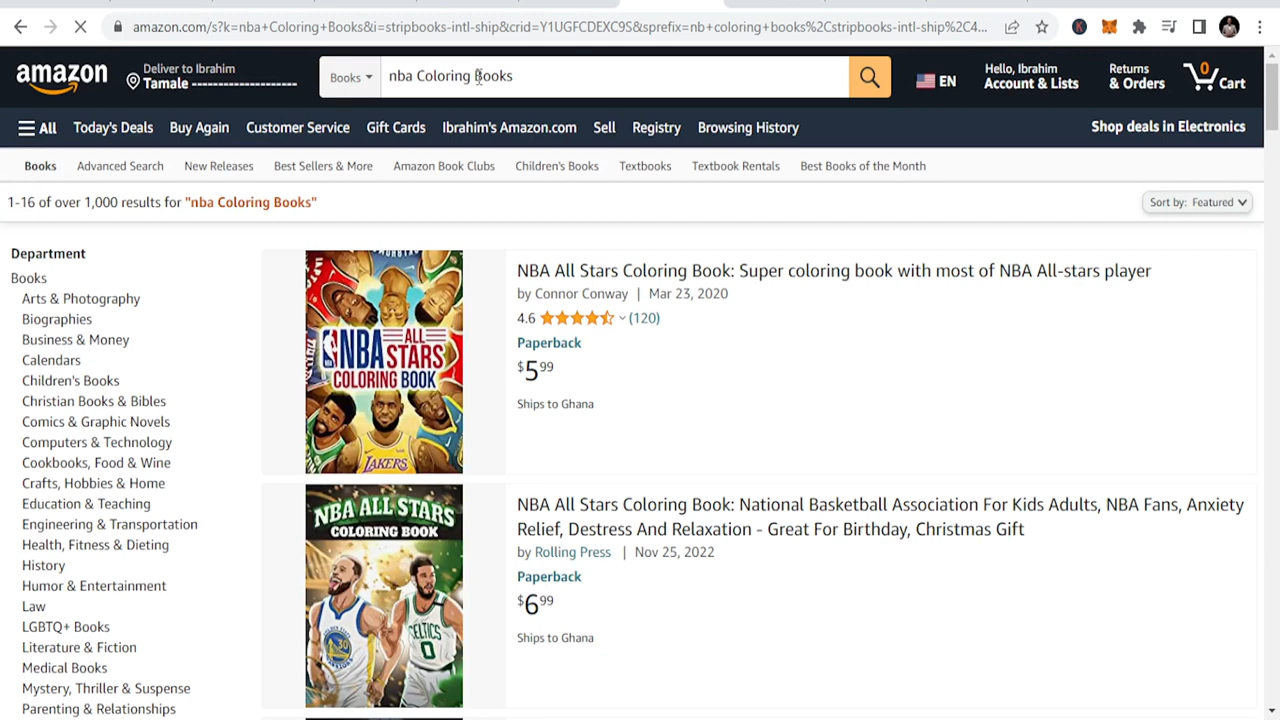 amazon.com/s?k=nba+Coloring+Books&i=stripbooks-intl-ship&crid=Y1UGFCDEXC9S&sprefix=nb+coloring+books%2Cstripbooks-intl-ship%2C4...
amazon
Deliver to Ibrahim
Tamale
Books
nba Coloring Books
EN
Hello, Ibrahim
Account & Lists
Returns
& Orders
0
Cart
All
Today's Deals
Buy Again
Customer Service
Gift Cards
Ibrahim's Amazon.com
Sell
Registry
Browsing History
Shop deals in Electronics
Books
Advanced Search
New Releases
Best Sellers & More
Amazon Book Clubs
Children's Books
Textbooks
Textbook Rentals
Best Books of the Month
1-16 of over 1,000 results for "nba Coloring Books"
Sort by: Featured
Department
Books
Arts & Photography
Biographies
Business & Money
Calendars
Children's Books
Christian Books & Bibles
Comics & Graphic Novels
Computers & Technology
Cookbooks, Food & Wine
Crafts, Hobbies & Home
Education & Teaching
Engineering & Transportation
Health, Fitness & Dieting
History
Humor & Entertainment
Law
LGBTQ+ Books
Literature & Fiction
Medical Books
Mystery, Thriller & Suspense
Parenting & Relationships
NBA ALL
STARS
COLORING BOOK
LAKERS
NBA All Stars Coloring Book: Super coloring book with most of NBA All-stars player
by Connor Conway | Mar 23, 2020
4.6 (120)
Paperback
$5.99
Ships to Ghana
NBA ALL STARS
COLORING BOOK
30
CELTICS
0
NBA All Stars Coloring Book: National Basketball Association For Kids Adults, NBA Fans, Anxiety
Relief, Destress And Relaxation - Great For Birthday, Christmas Gift
by Rolling Press | Nov 25, 2022
Paperback
$6.99
Ships to Ghana